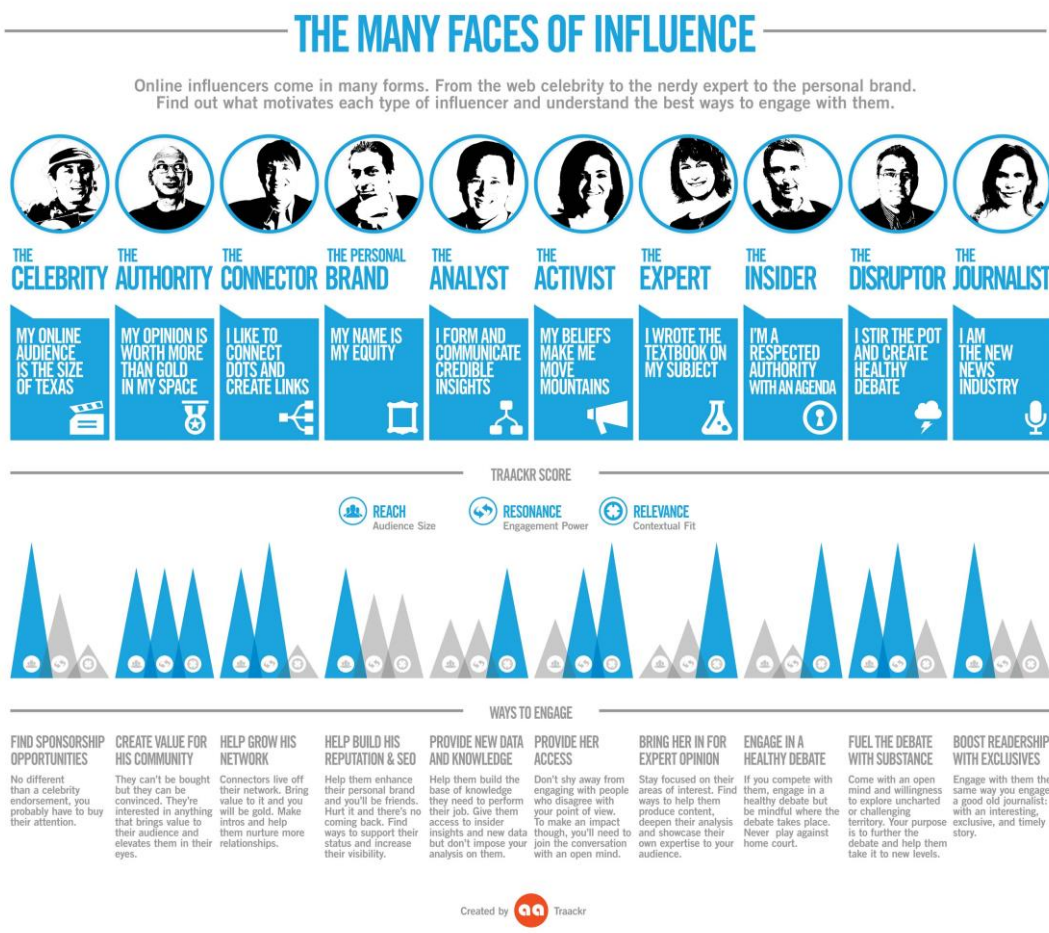 THE MANY FACES OF INFLUENCE
Online influencers come in many forms. From the web celebrity to the nerdy expert to the personal brand.
Find out what motivates each type of influencer and understand the best ways to engage with them.
THE
CELEBRITY
THE
AUTHORITY
THE
CONNECTOR
THE PERSONAL
BRAND
THE
ANALYST
THE
ACTIVIST
THE
EXPERT
THE
INSIDER
THE
DISRUPTOR
THE
JOURNALIST
MY ONLINE
AUDIENCE
IS THE SIZE
OF TEXAS
MY OPINION IS
WORTH MORE
THAN GOLD
IN MY SPACE
I LIKE TO
CONNECT
DOTS AND
CREATE LINKS
MY NAME IS
MY EQUITY
I FORM AND
COMMUNICATE
CREDIBLE
INSIGHTS
MY BELIEFS
MAKE ME
MOVE
MOUNTAINS
I WROTE THE
TEXTBOOK ON
MY SUBJECT
I'M A
RESPECTED
AUTHORITY
WITH AN AGENDA
I STIR THE POT
AND CREATE
HEALTHY
DEBATE
I AM
THE NEW
NEWS
INDUSTRY
TRAACKR SCORE
REACH
Audience Size
RESONANCE
Engagement Power
RELEVANCE
Contextual Fit
WAYS TO ENGAGE
FIND SPONSORSHIP
OPPORTUNITIES
No different
than a celebrity
endorsement, you
probably have to buy
their attention.
CREATE VALUE FOR
HIS COMMUNITY
They can't be bought
but they can be
convinced. They're
interested in anything
that brings value to
their audience and
elevates them in their
eyes.
HELP GROW HIS
NETWORK
Connectors live off
their network. Bring
value to it and you
will be gold. Make
intros and help
them nurture more
relationships.
HELP BUILD HIS
REPUTATION & SEO
Help them enhance
their personal brand
and you'll be friends.
Hurt it and there's no
coming back. Find
ways to support their
status and increase
their visibility.
PROVIDE NEW DATA
AND KNOWLEDGE
Help them build the
base of knowledge
they need to perform
their job. Give them
access to insider
insights and new data
but don't impose your
analysis on them.
PROVIDE HER
ACCESS
Don't shy away from
engaging with people
who disagree with
your point of view.
To make an impact
though, you'll need to
join the conversation
with an open mind.
BRING HER IN FOR
EXPERT OPINION
Stay focused on their
areas of interest. Find
ways to help them
produce content,
deepen their analysis
and showcase their
own expertise to your
audience.
ENGAGE IN A
HEALTHY DEBATE
If you compete with
them, engage in a
healthy debate but
be mindful where the
debate takes place.
Never play against
home court.
FUEL THE DEBATE
WITH SUBSTANCE
Come with an open
mind and willingness
to explore uncharted
or challenging
territory. Your purpose
is to further the
debate and help them
take it to new levels.
BOOST READERSHIP
WITH EXCLUSIVES
Engage with them the
same way you engage
a good old journalist:
with an interesting,
exclusive, and timely
story.
Created by
Traackr